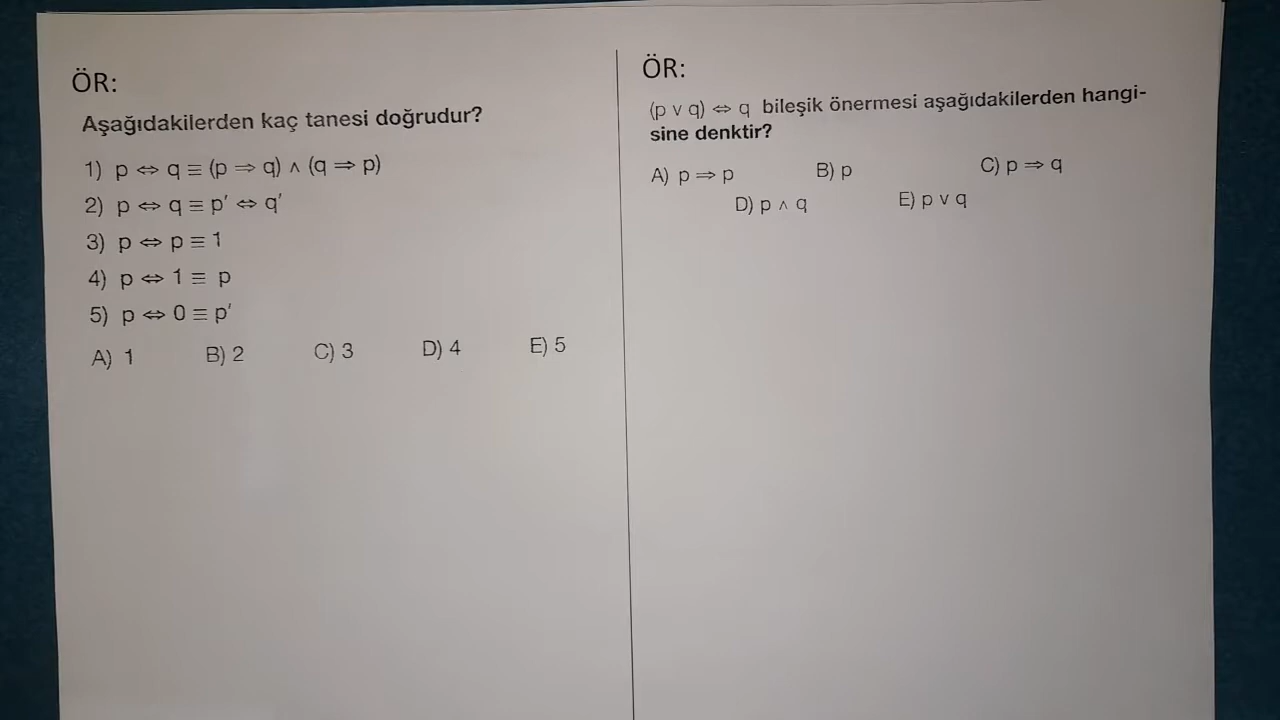 ÖR:
Aşağıdakilerden kaç tanesi doğrudur?
1) p ⇔ q ≡ (p ⇒ q) ∧ (q ⇒ p)
2) p ⇔ q ≡ p′ ⇔ q′
3) p ⇔ p ≡ 1
4) p ⇔ 1 ≡ p
5) p ⇔ 0 ≡ p′
A) 1 B) 2 C) 3 D) 4 E) 5
ÖR:
(p v q) ⇔ q bileşik önermesi aşağıdakilerden hangi-
sine denktir?
A) p ⇒ p B) p C) p ⇒ q
D) p ∧ q E) p v q